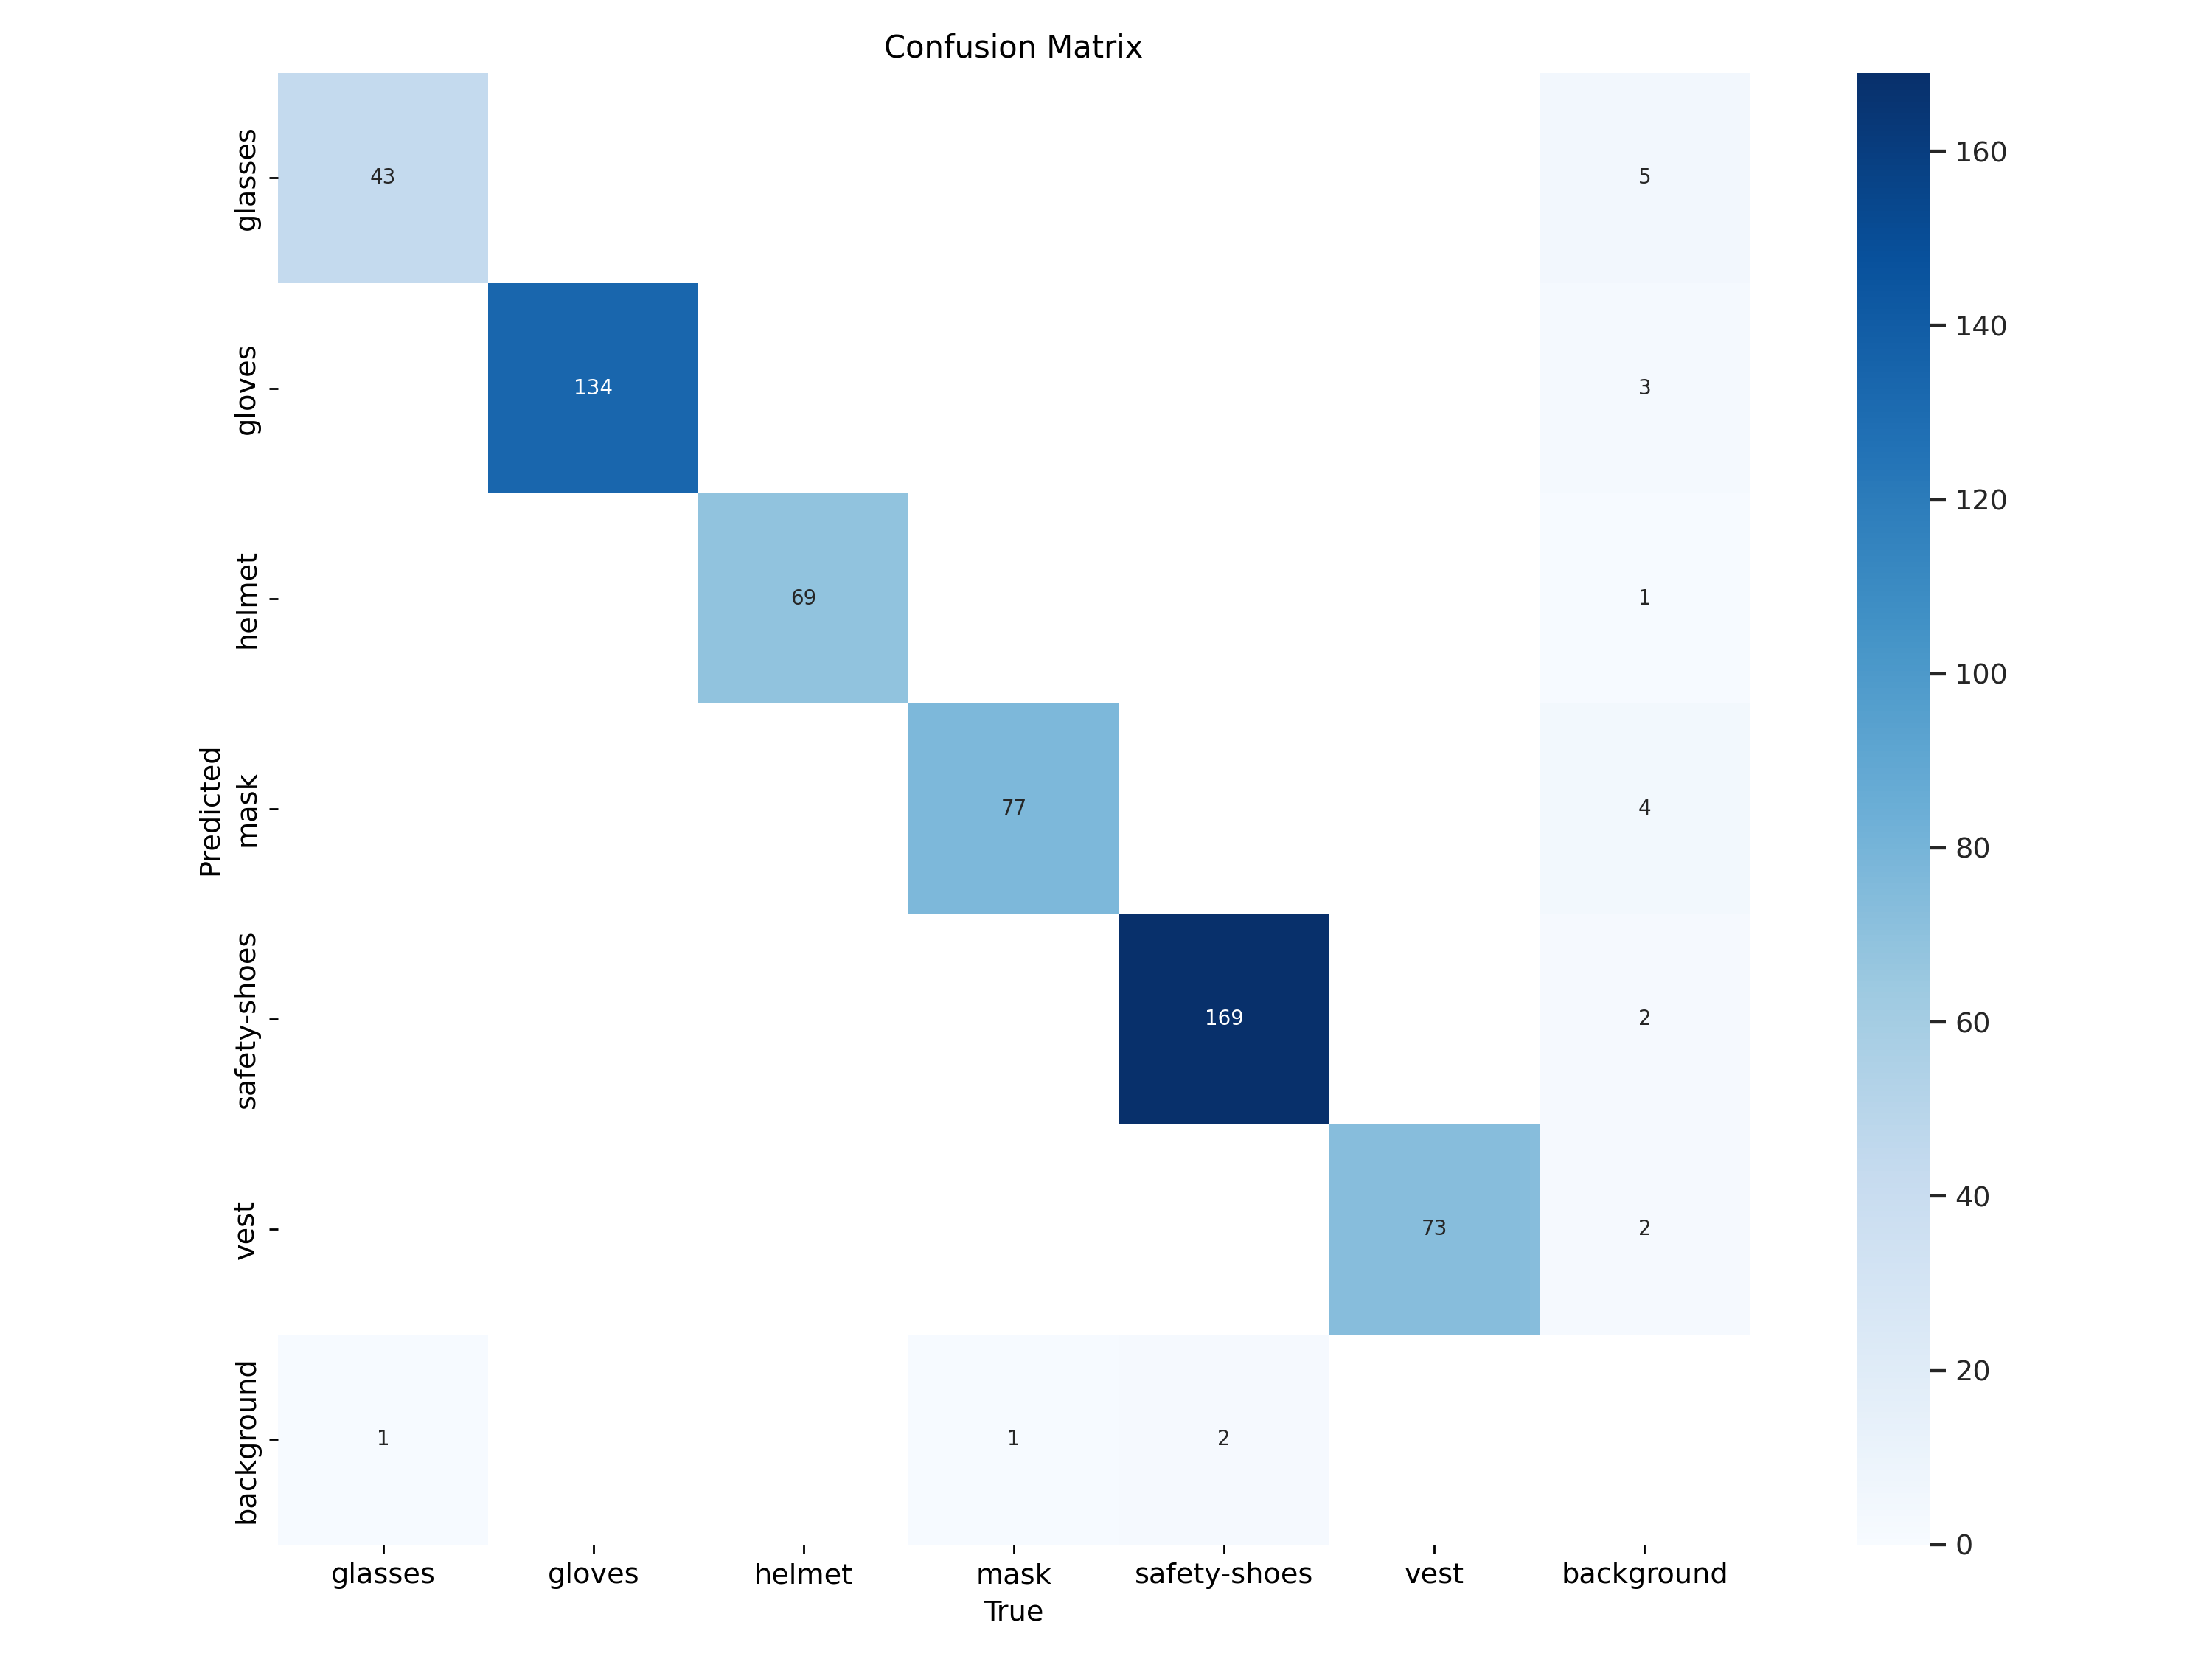 Confusion Matrix
glasses
43
5
160
140
gloves
134
3
120
helmet
69
1
100
Predicted
mask
77
4
80
safety-shoes
169
2
60
vest
73
2
40
background
1
1
2
20
0
glasses gloves helmet mask safety-shoes vest background
True